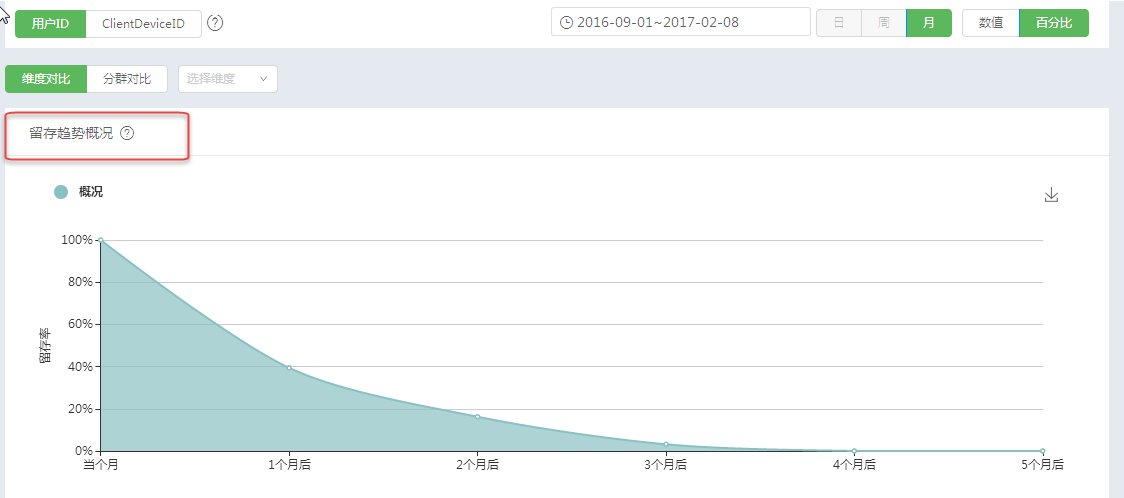 用户ID ClientDeviceID ? 2016-09-01~2017-02-08 日 周 月 数值 百分比
维度对比 分群对比 选择维度
留存趋势概况 ?
概况
100%
80%
60%
40%
20%
0%
留存率
当个月 1个月后 2个月后 3个月后 4个月后 5个月后